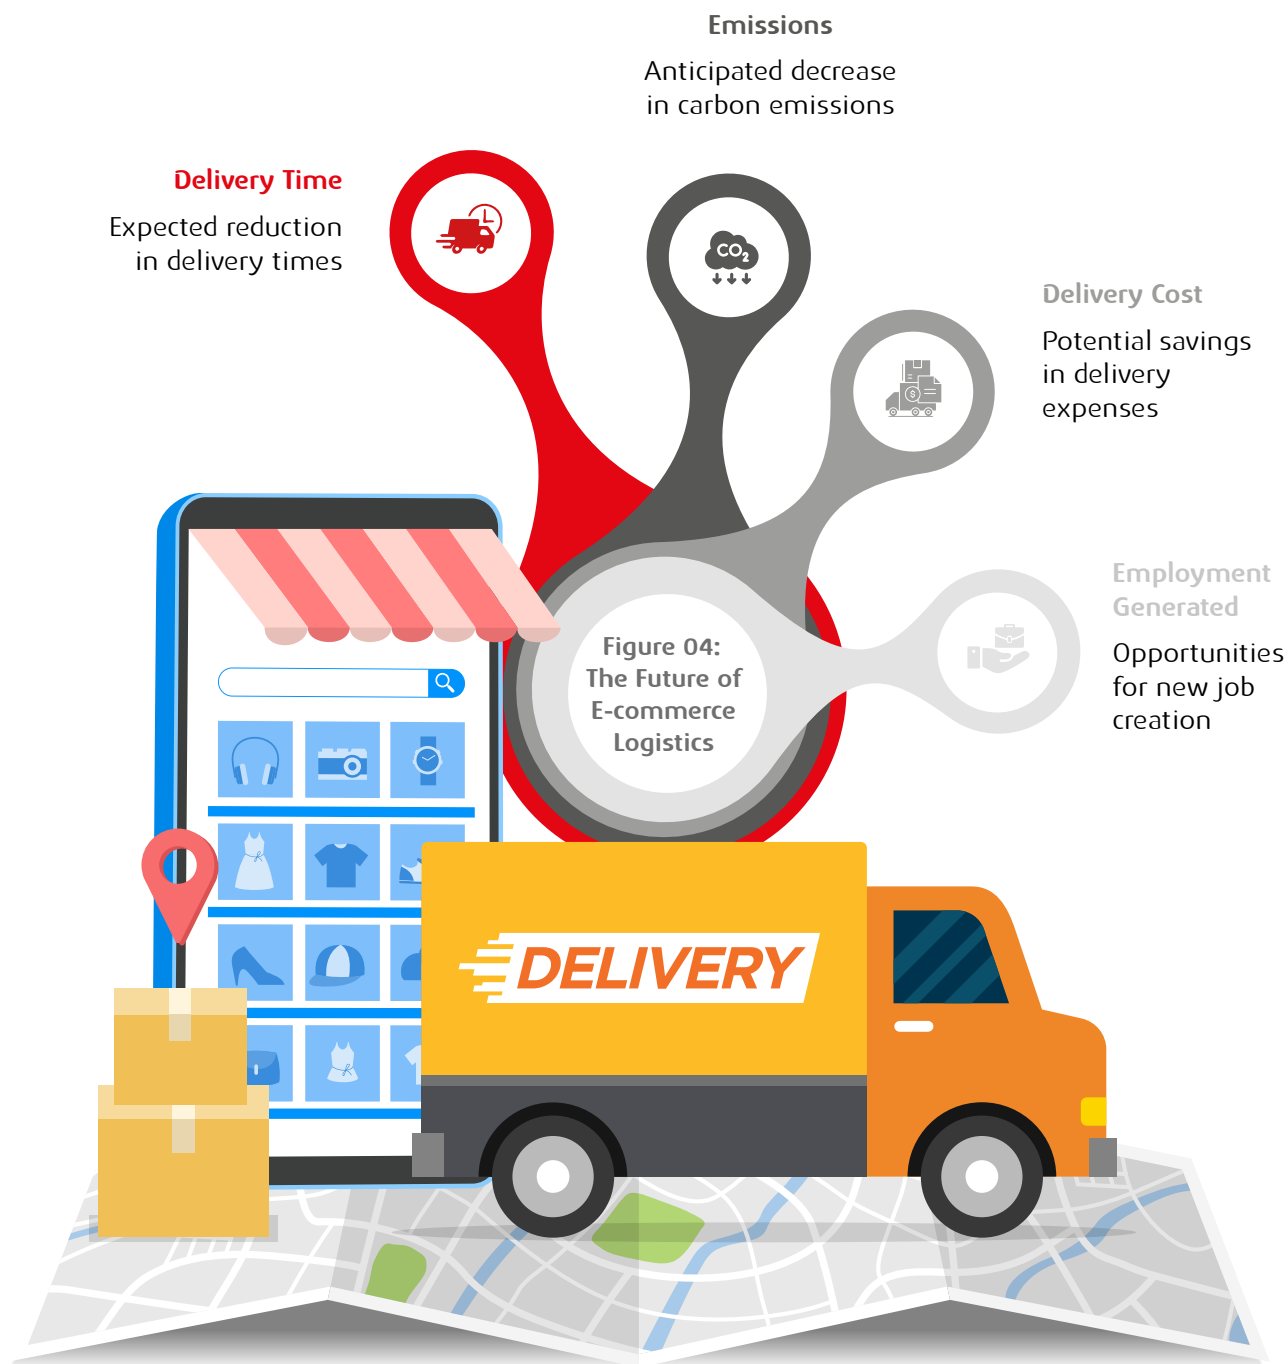 Emissions
Anticipated decrease
in carbon emissions
Delivery Time
Expected reduction
in delivery times
CO2
Delivery Cost
Potential savings
in delivery
expenses
$
Employment
Generated
Opportunities
for new job
creation
Figure 04:
The Future of
E-commerce
Logistics
DELIVERY